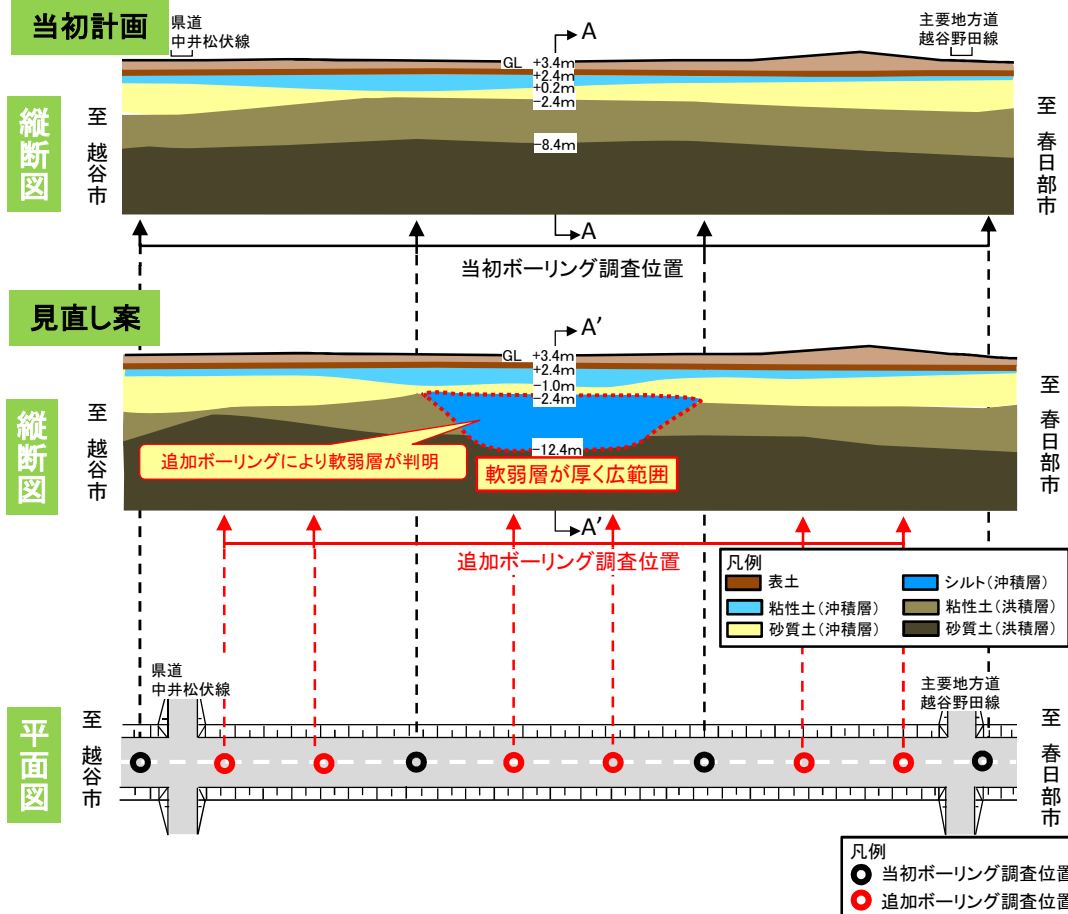 当初計画
県道
中井松伏線
A
主要地方道
越谷野田線
GL +3.4m
+2.4m
+0.2m
-2.4m
-8.4m
縦断図
至 越谷市
至 春日部市
A
当初ボーリング調査位置
見直し案
A'
GL +3.4m
+2.4m
-1.0m
-2.4m
-12.4m
縦断図
至 越谷市
至 春日部市
追加ボーリングにより軟弱層が判明
軟弱層が厚く広範囲
A'
追加ボーリング調査位置
凡例
表土
シルト(沖積層)
粘性土(沖積層)
粘性土(洪積層)
砂質土(沖積層)
砂質土(洪積層)
県道
中井松伏線
主要地方道
越谷野田線
平面図
至 越谷市
至 春日部市
凡例
当初ボーリング調査位置
追加ボーリング調査位置